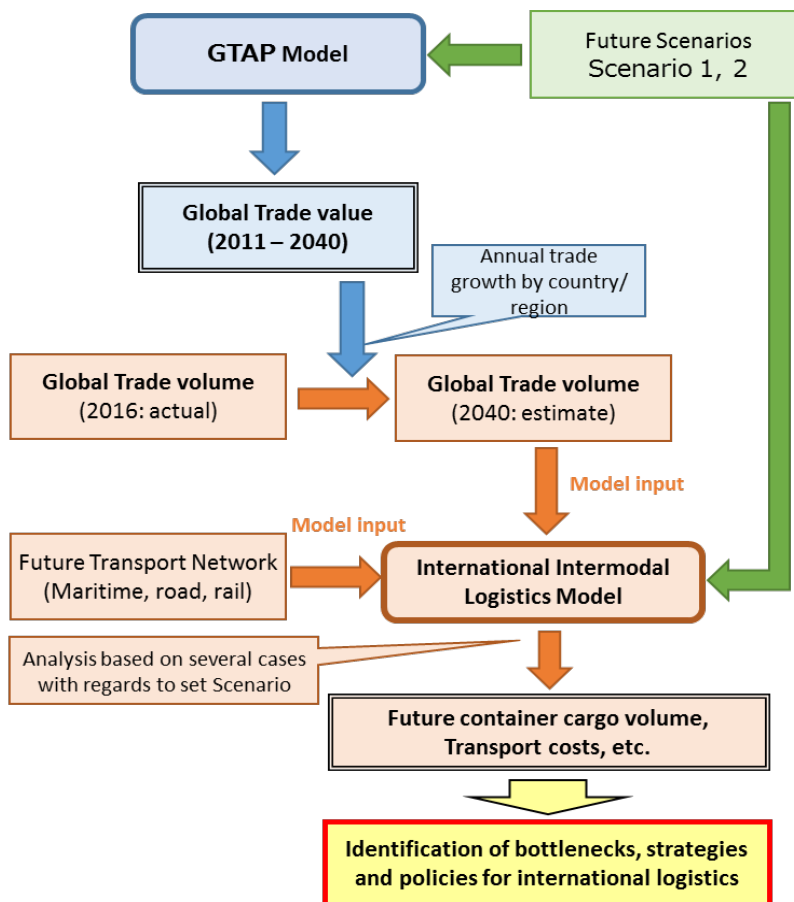 GTAP Model
Future Scenarios
Scenario 1, 2
Global Trade value
(2011 – 2040)
Annual trade
growth by country/
region
Global Trade volume
(2016: actual)
Global Trade volume
(2040: estimate)
Model input
Model input
Future Transport Network
(Maritime, road, rail)
International Intermodal
Logistics Model
Analysis based on several cases
with regards to set Scenario
Future container cargo volume,
Transport costs, etc.
Identification of bottlenecks, strategies
and policies for international logistics